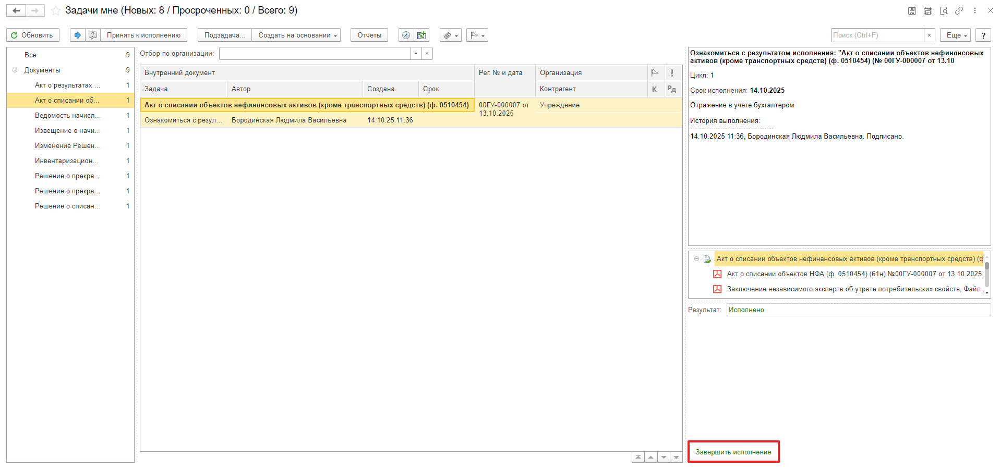 Задачи мне (Новых: 8 / Просроченных: 0 / Всего: 9)
Обновить
Принять к исполнению
Подзадача...
Создать на основании
Отчеты
Поиск (Ctrl+F)
×
Еще
?
Все 9
Документы 9
Акт о результатах ... 1
Акт о списании об... 1
Ведомость начисл... 1
Извещение о начи... 1
Изменение Решен... 1
Инвентаризацион... 1
Решение о прекра... 1
Решение о прекра... 1
Решение о списан... 1
Отбор по организации:
×
Внутренний документ Рег. № и дата Организация
Задача Автор Создана Срок Контрагент К Рд
Акт о списании объектов нефинансовых активов (кроме транспортных средств) (ф. 0510454)
00ГУ-000007 от
13.10.2025
Учреждение
Ознакомиться с резул... Бородинская Людмила Васильевна 14.10.25 11:36
Ознакомиться с результатом исполнения: "Акт о списании объектов нефинансовых
активов (кроме транспортных средств) (ф. 0510454) (№ 00ГУ-000007 от 13.10
Цикл: 1
Срок исполнения: 14.10.2025
Отражение в учете бухгалтером
История выполнения:
------------------------------------
14.10.2025 11:36, Бородинская Людмила Васильевна. Подписано.
Акт о списании объектов нефинансовых активов (кроме транспортных средств) (ф
Акт о списании объектов НФА (ф. 0510454) (61н) №00ГУ-000007 от 13.10.2025,
Заключение независимого эксперта об утрате потребительских свойств, Файл
Результат: Исполнено
Завершить исполнение